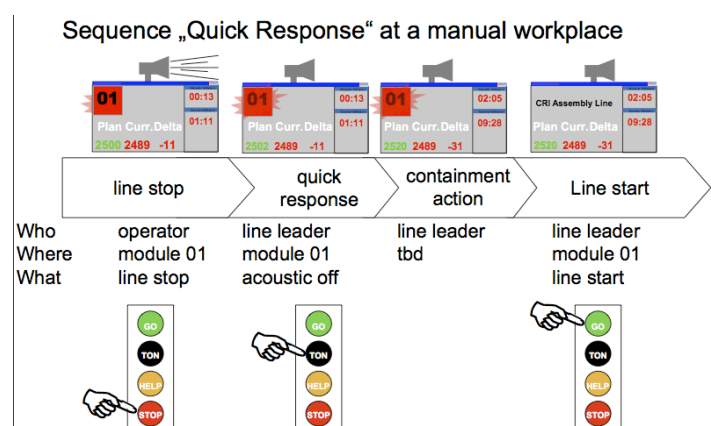 Sequence „Quick Response“ at a manual workplace
01
00:13
01:11
Plan Curr.Delta
2500 2489 -11
01
00:13
01:11
Plan Curr.Delta
2502 2489 -11
01
02:05
09:28
Plan Curr.Delta
2520 2489 -31
CRI Assembly Line
02:05
09:28
Plan Curr.Delta
2520 2489 -31
line stop
quick
response
containment
action
Line start
Who operator line leader line leader line leader
Where module 01 module 01 tbd module 01
What line stop acoustic off line start
GO
TON
HELP
STOP
GO
TON
HELP
STOP
GO
TON
HELP
STOP